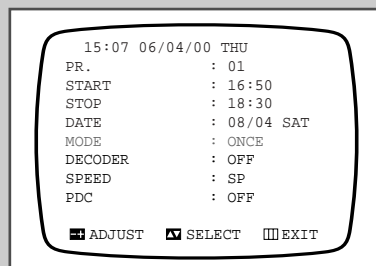 15:07 06/04/00 THU
PR. : 01
START : 16:50
STOP : 18:30
DATE : 08/04 SAT
MODE : ONCE
DECODER : OFF
SPEED : SP
PDC : OFF
ADJUST SELECT EXIT